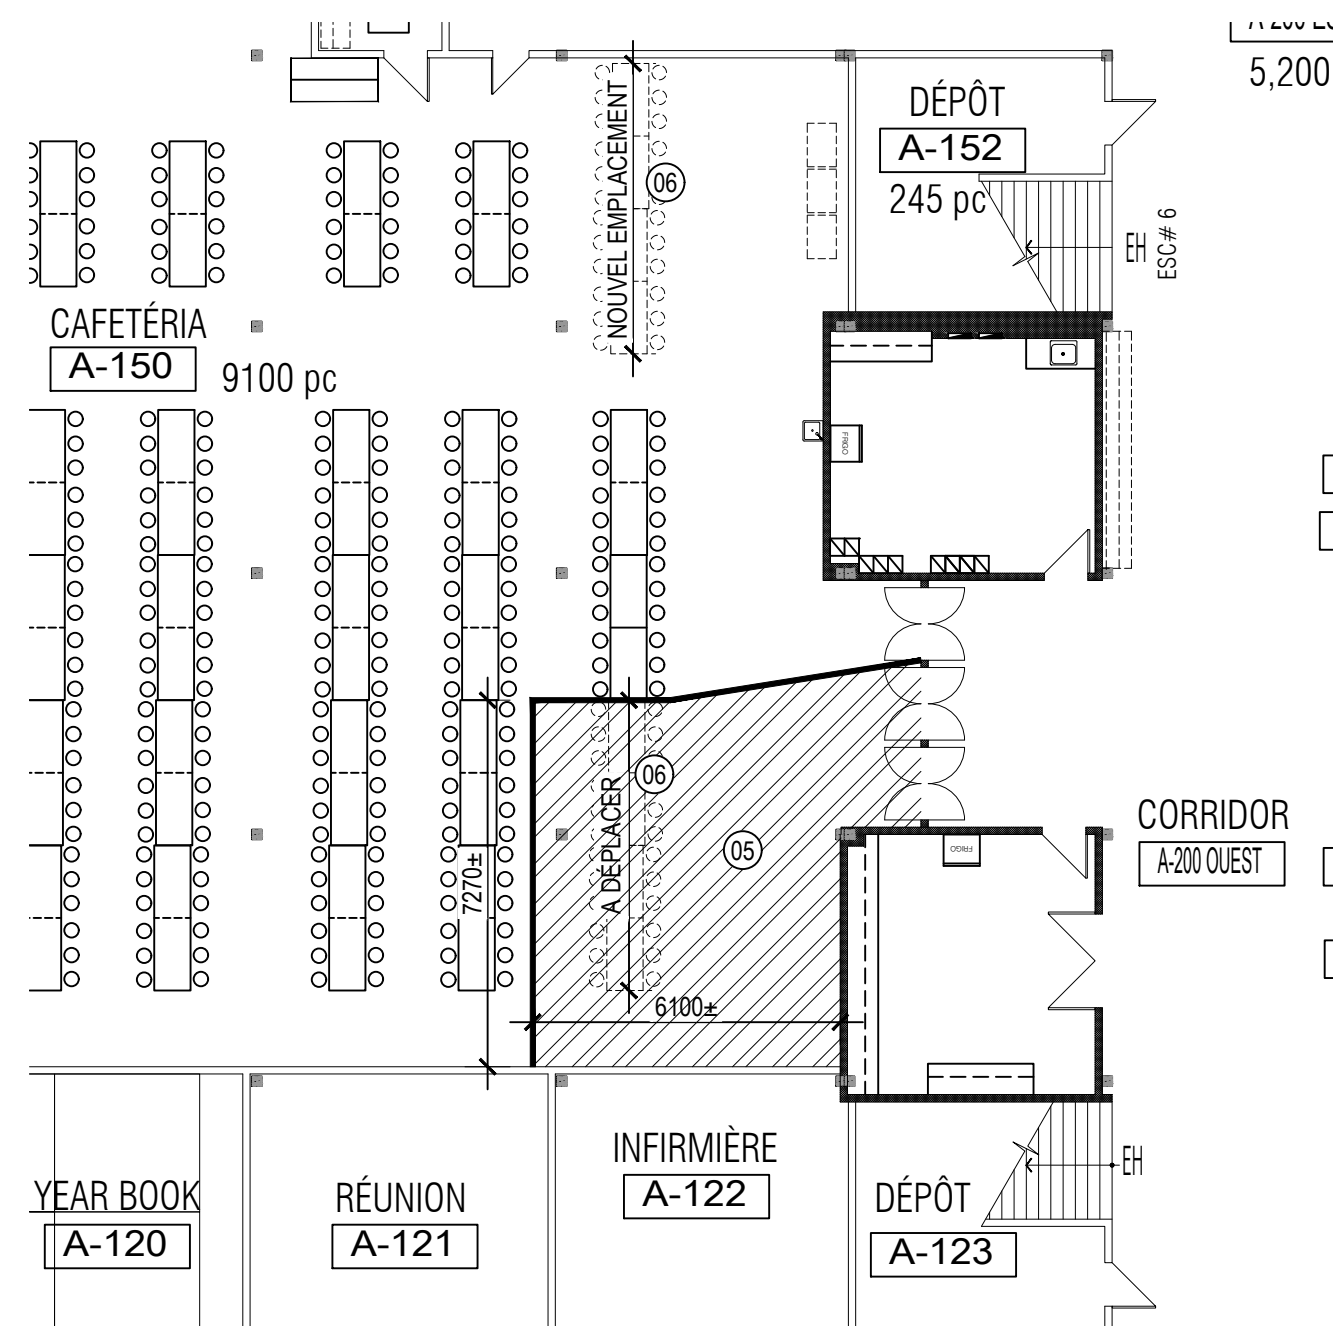 5,200
DÉPÔT
A-152
245 pc
NOUVEL EMPLACEMENT
06
EH
ESC# 6
CAFETÉRIA
A-150
9100 pc
FRIGO
06
A DÉPLACER
05
7270±
6100±
FRIGO
CORRIDOR
A-200 OUEST
EH
INFIRMIÈRE
A-122
YEAR BOOK
A-120
RÉUNION
A-121
DÉPÔT
A-123